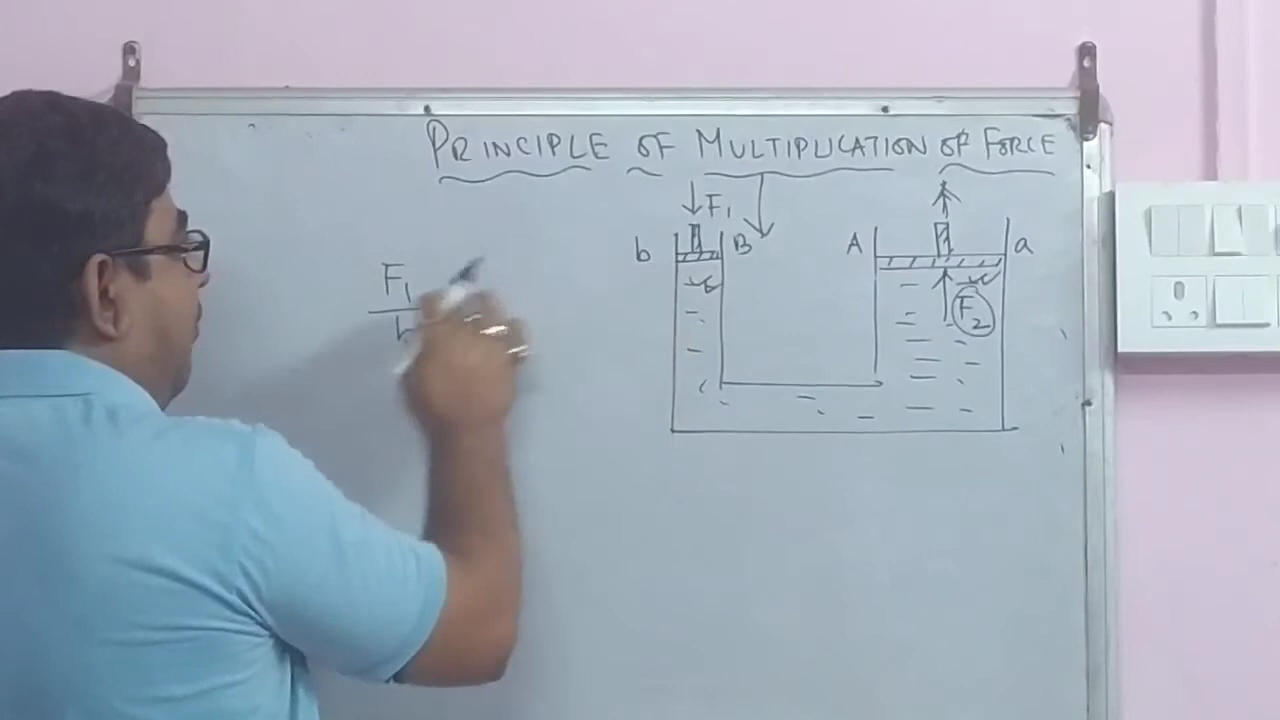 PRINCIPLE OF MULTIPLICATION OF FORCE
F₁
b B A a
F₁
b
F₂